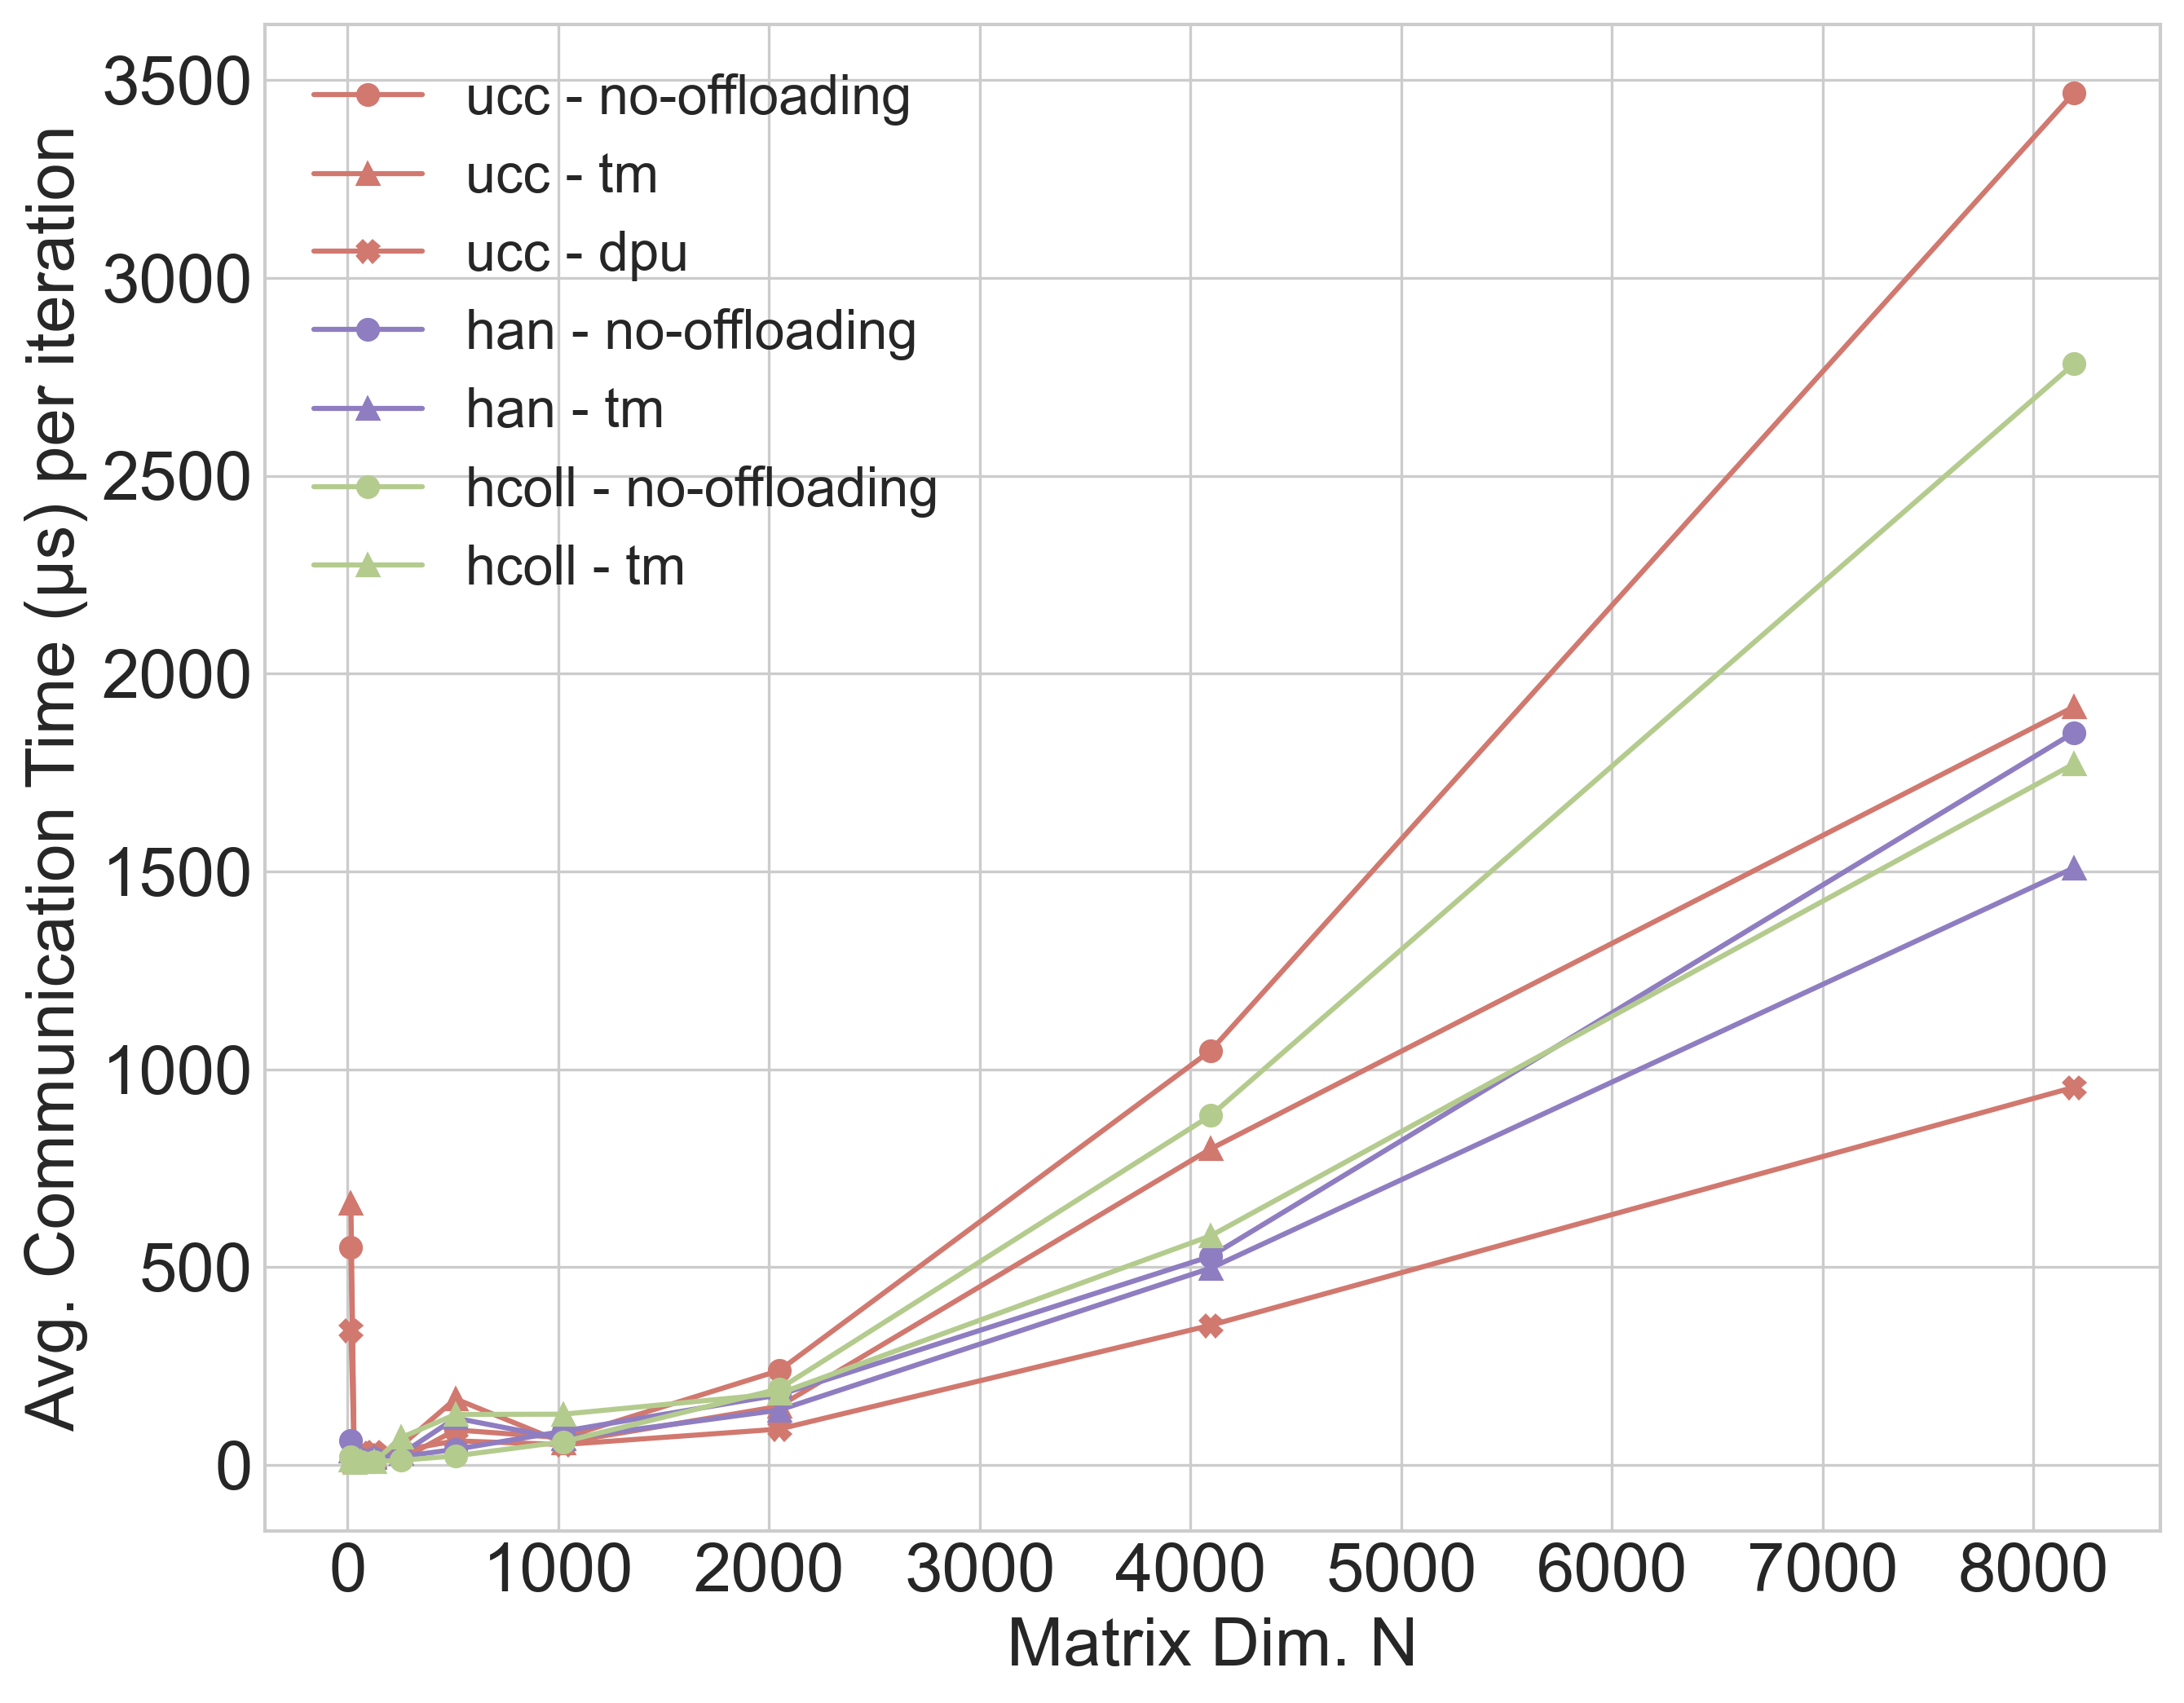 Avg. Communication Time (μs) per iteration
3500
3000
2500
2000
1500
1000
500
0
ucc - no-offloading
ucc - tm
ucc - dpu
han - no-offloading
han - tm
hcoll - no-offloading
hcoll - tm
0 1000 2000 3000 4000 5000 6000 7000 8000
Matrix Dim. N